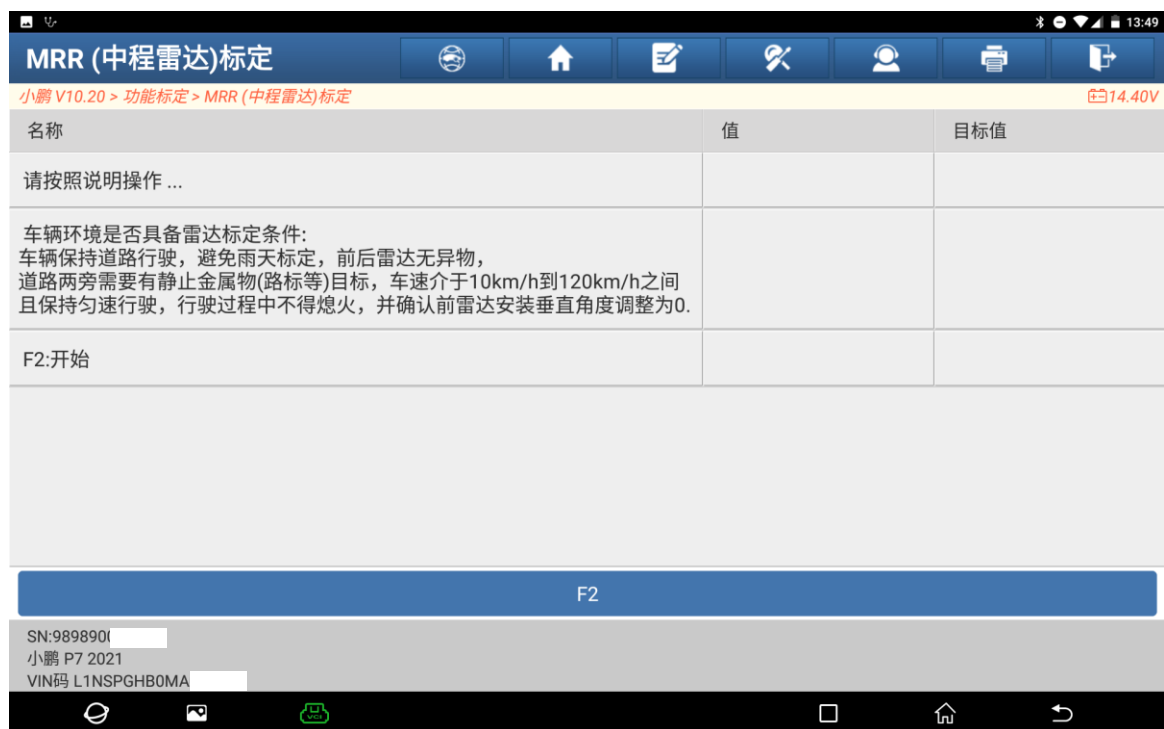 13:49
MRR (中程雷达)标定
小鹏 V10.20 > 功能标定 > MRR (中程雷达)标定
14.40V
名称
值
目标值
请按照说明操作 ...
车辆环境是否具备雷达标定条件:
车辆保持道路行驶，避免雨天标定，前后雷达无异物，
道路两旁需要有静止金属物(路标等)目标，车速介于10km/h到120km/h之间
且保持匀速行驶，行驶过程中不得熄火，并确认前雷达安装垂直角度调整为0.
F2:开始
F2
SN:9898900
小鹏 P7 2021
VIN码 L1NSPGHB0MA
VCI